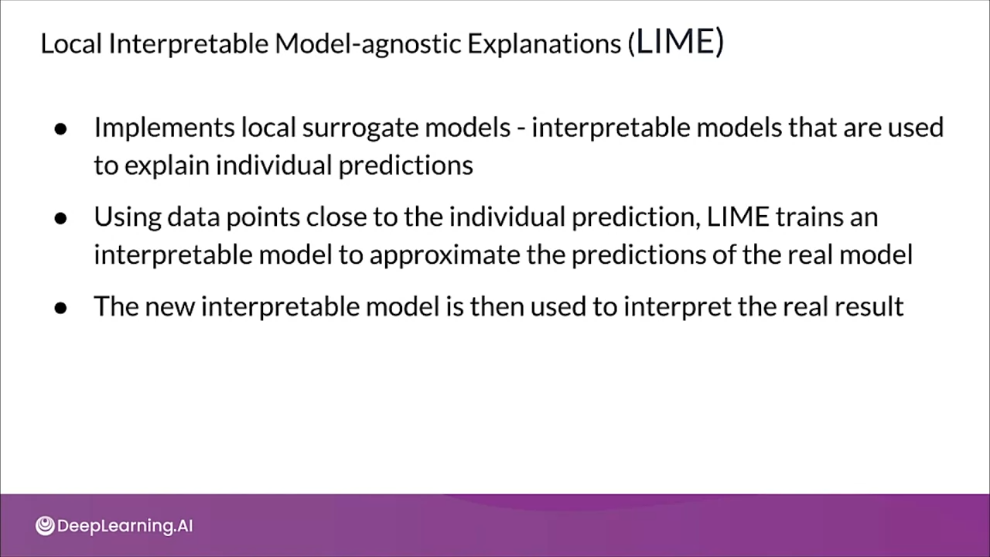 Local Interpretable Model-agnostic Explanations (LIME)
● Implements local surrogate models - interpretable models that are used
to explain individual predictions
● Using data points close to the individual prediction, LIME trains an
interpretable model to approximate the predictions of the real model
● The new interpretable model is then used to interpret the real result
DeepLearning.AI